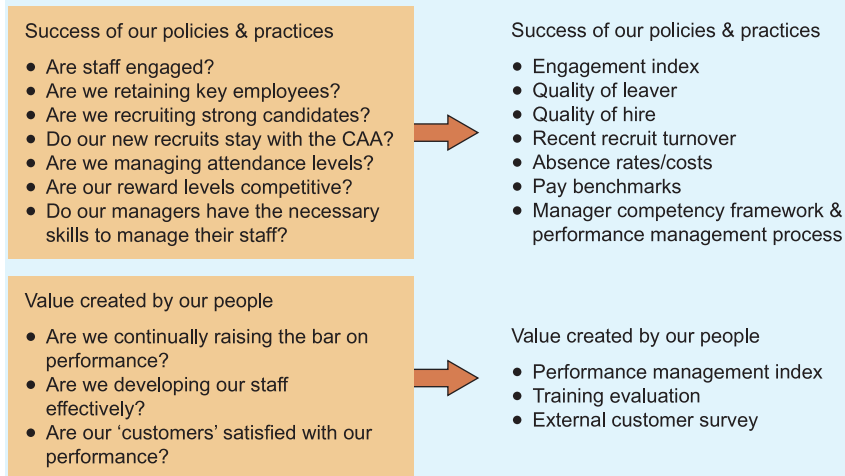 Success of our policies & practices
● Are staff engaged?
● Are we retaining key employees?
● Are we recruiting strong candidates?
● Do our new recruits stay with the CAA?
● Are we managing attendance levels?
● Are our reward levels competitive?
● Do our managers have the necessary
skills to manage their staff?
Success of our policies & practices
● Engagement index
● Quality of leaver
● Quality of hire
● Recent recruit turnover
● Absence rates/costs
● Pay benchmarks
● Manager competency framework &
performance management process
Value created by our people
● Are we continually raising the bar on
performance?
● Are we developing our staff
effectively?
● Are our ‘customers’ satisfied with our
performance?
Value created by our people
● Performance management index
● Training evaluation
● External customer survey